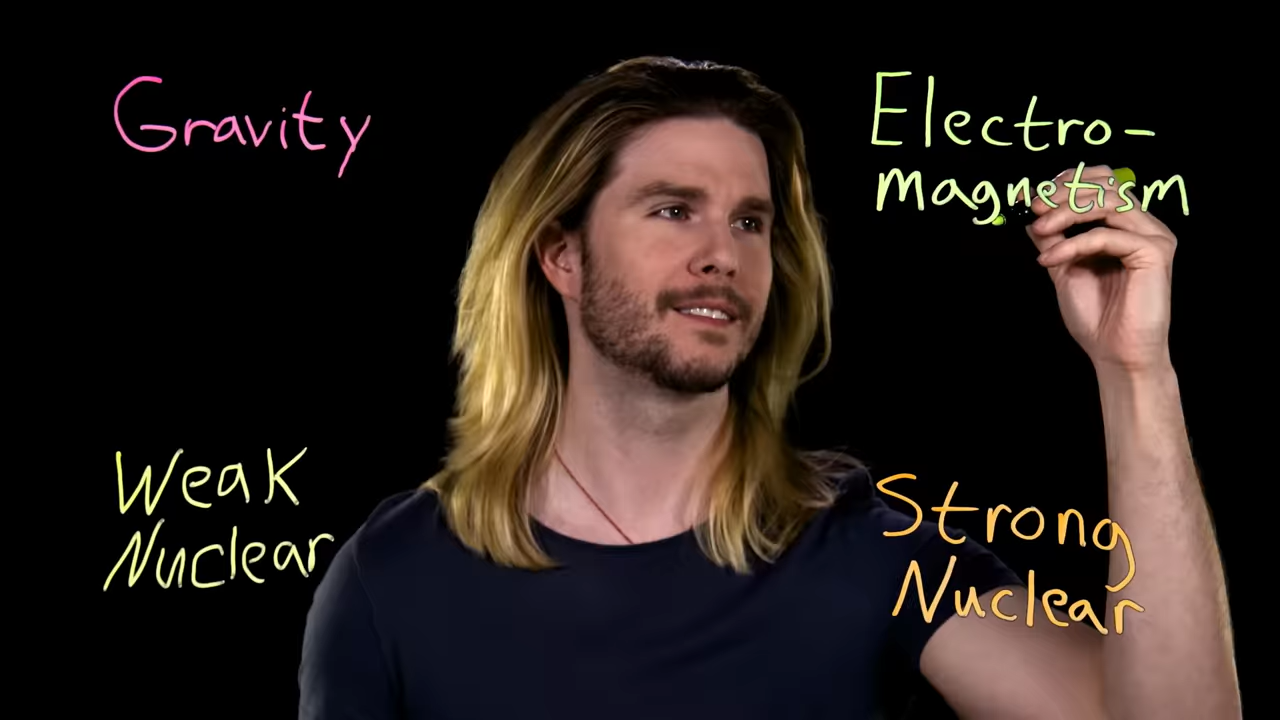 Gravity
Electro-
magnetism
Weak
Nuclear
Strong
Nuclear